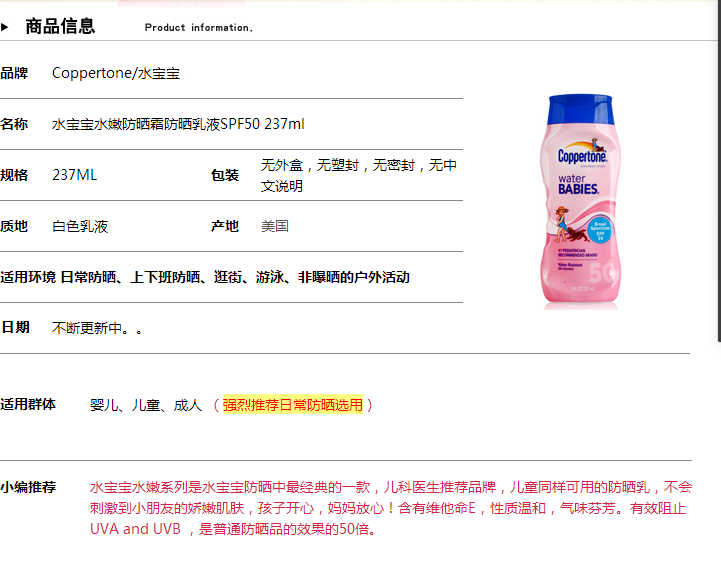 商品信息 Product information.
品牌 Coppertone/水宝宝
名称 水宝宝水嫩防晒霜防晒乳液SPF50 237ml
规格 237ML 包装 无外盒，无塑封，无密封，无中
文说明
质地 白色乳液 产地 美国
适用环境 日常防晒、上下班防晒、逛街、游泳、非曝晒的户外活动
日期 不断更新中。。
Coppertone
water
BABIES
Broad
Spectrum
SPF
50
#1 PEDIATRICIAN
RECOMMENDED BRAND
Water Resistant
50
适用群体 婴儿、儿童、成人 （强烈推荐日常防晒选用）
小编推荐 水宝宝水嫩系列是水宝宝防晒中最经典的一款，儿科医生推荐品牌，儿童同样可用的防晒乳，不会
刺激到小朋友的娇嫩肌肤，孩子开心，妈妈放心！含有维他命E，性质温和，气味芬芳。有效阻止
UVA and UVB ，是普通防晒品的效果的50倍。